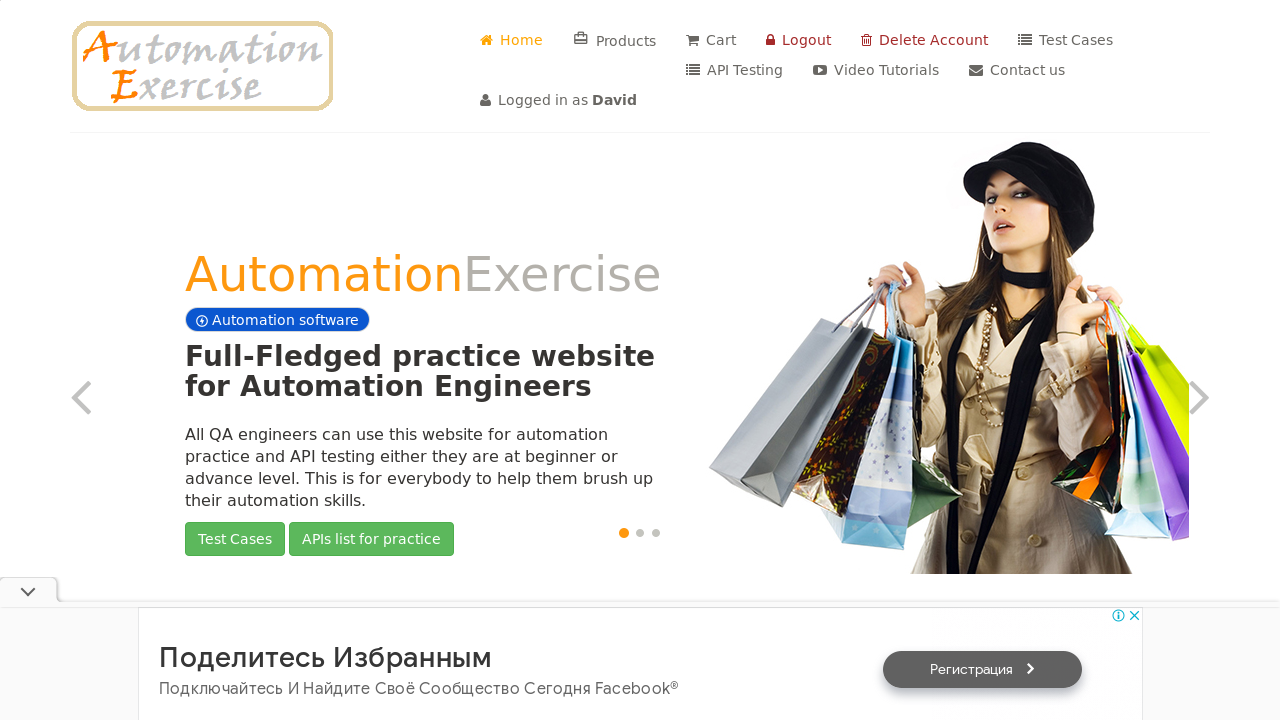 Automation
Exercise
Home Products Cart Logout Delete Account Test Cases
API Testing Video Tutorials Contact us
Logged in as David
AutomationExercise
Automation software
Full-Fledged practice website
for Automation Engineers
All QA engineers can use this website for automation
practice and API testing either they are at beginner or
advance level. This is for everybody to help them brush up
their automation skills.
Test Cases APIs list for practice
Поделитесь Избранным
Подключайтесь И Найдите Своё Сообщество Сегодня Facebook®
Регистрация